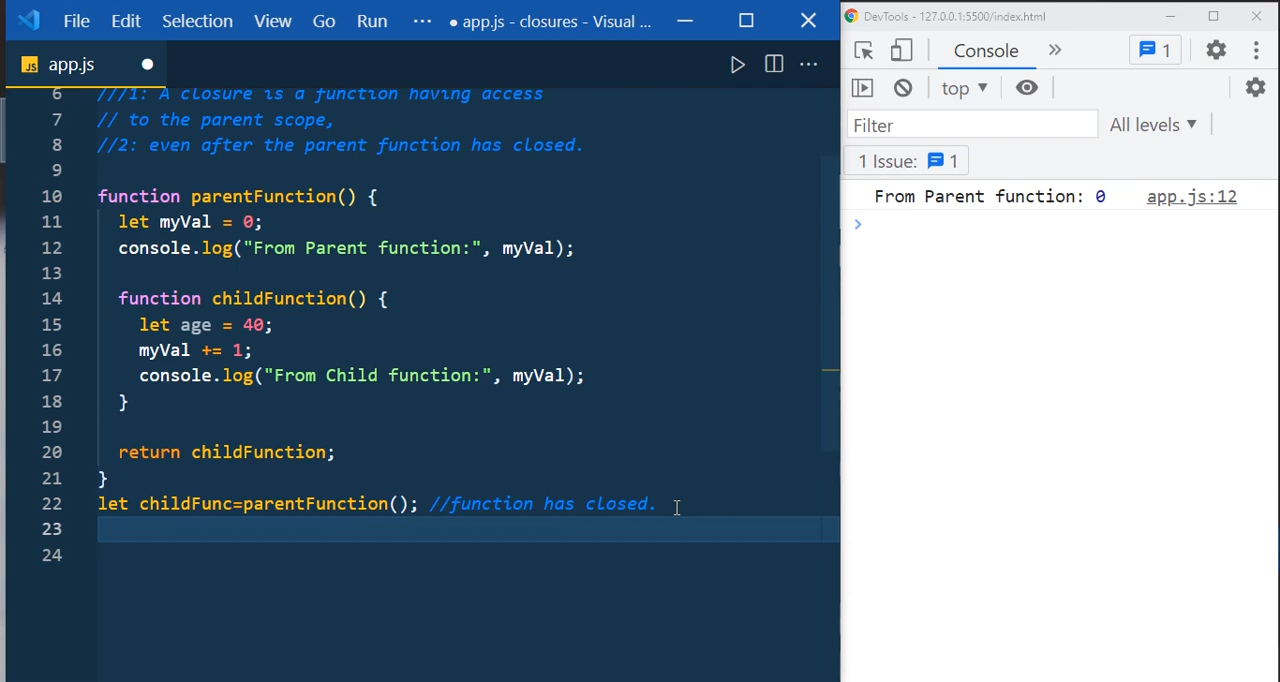 File Edit Selection View Go Run ··· ● app.js - closures - Visual ...
JS app.js
6 ///1: A closure is a function having access
7 // to the parent scope,
8 //2: even after the parent function has closed.
9
10 function parentFunction() {
11 let myVal = 0;
12 console.log("From Parent function:", myVal);
13
14 function childFunction() {
15 let age = 40;
16 myVal += 1;
17 console.log("From Child function:", myVal);
18 }
19
20 return childFunction;
21 }
22 let childFunc=parentFunction(); //function has closed.
23
24
DevTools - 127.0.0.1:5500/index.html
Console » 1
top ▼
Filter All levels ▼
1 Issue: 1
From Parent function: 0 app.js:12
>